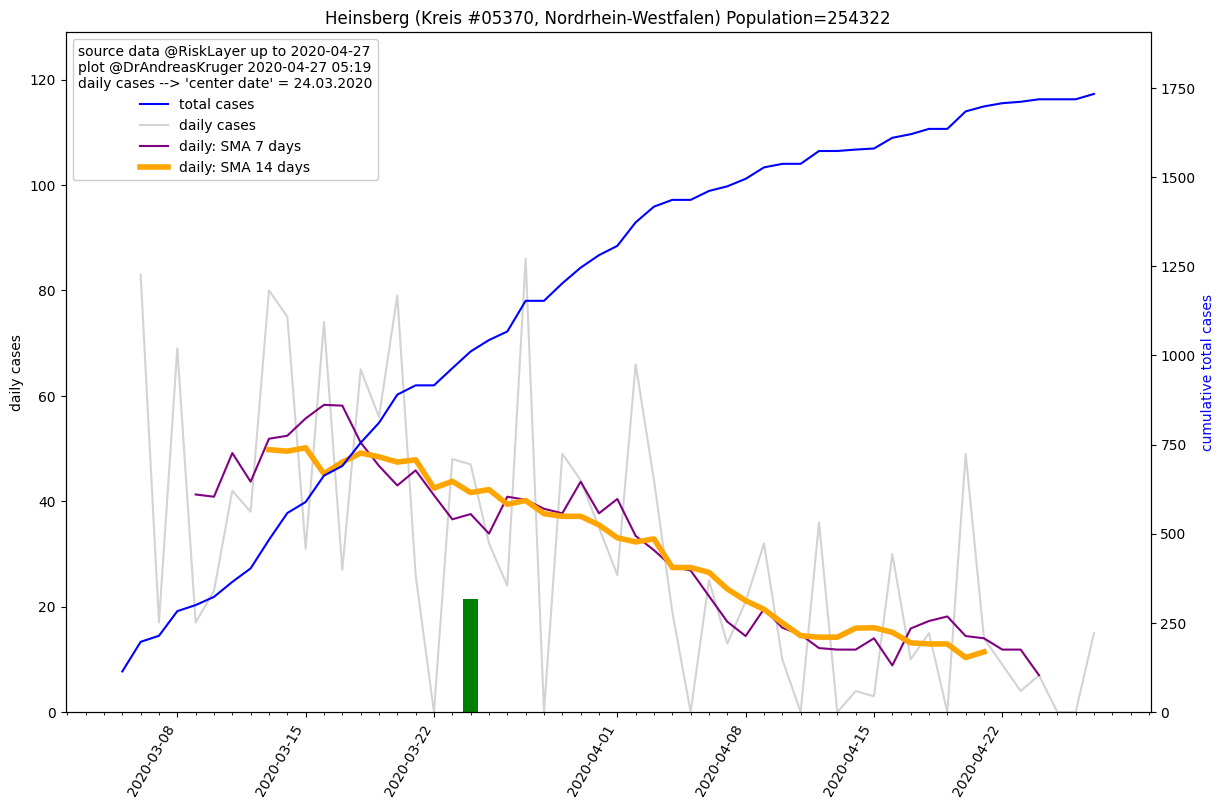 Heinsberg (Kreis #05370, Nordrhein-Westfalen) Population=254322
source data @RiskLayer up to 2020-04-27
plot @DrAndreasKruger 2020-04-27 05:19
daily cases --> 'center date' = 24.03.2020
total cases
daily cases
daily: SMA 7 days
daily: SMA 14 days
daily cases
120
100
80
60
40
20
0
cumulative total cases
1750
1500
1250
1000
750
500
250
0
2020-03-08
2020-03-15
2020-03-22
2020-04-01
2020-04-08
2020-04-15
2020-04-22